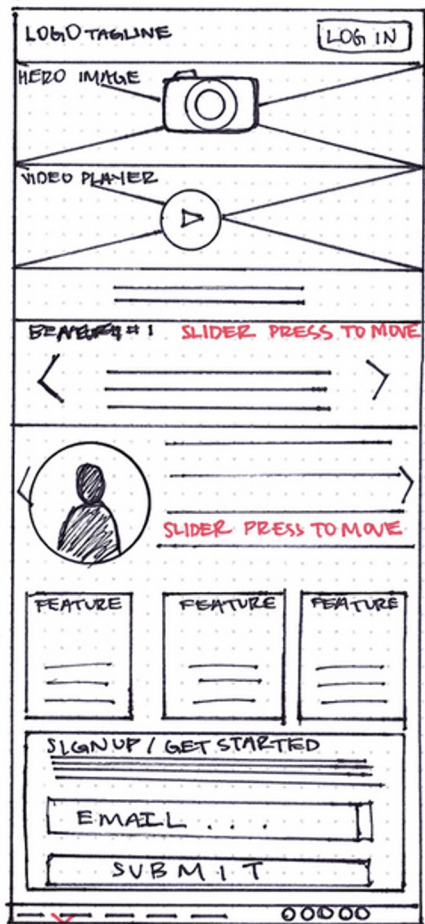 LOGO TAGLINE LOG IN
HERO IMAGE
VIDEO PLAYER
# 1 SLIDER PRESS TO MOVE
SLIDER PRESS TO MOVE
FEATURE FEATURE FEATURE
SIGNUP / GET STARTED
EMAIL . . .
SUBMIT